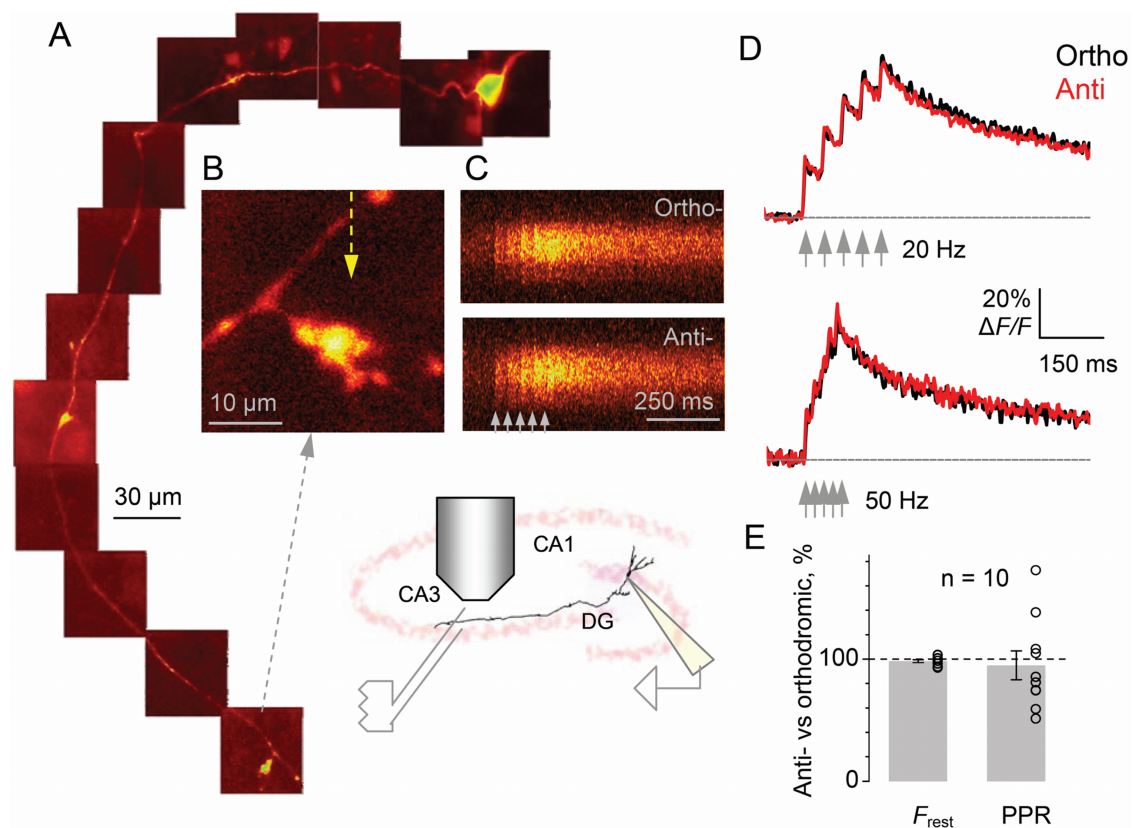 A
B
10 µm
C
Ortho-
Anti-
250 ms
D
Ortho
Anti
20 Hz
20%
ΔF/F
150 ms
50 Hz
30 µm
CA1
CA3
DG
E
Anti- vs orthodromic, %
n = 10
100
0
Frest
PPR